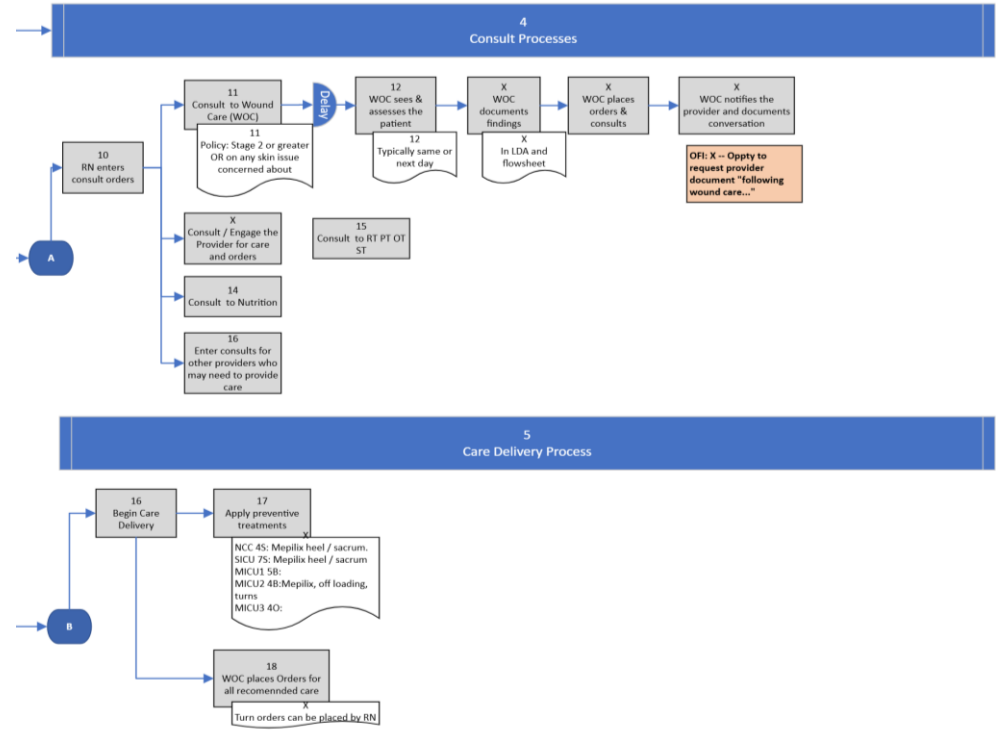 4
Consult Processes
11
Consult to Wound
Care (WOC)
Delay
12
WOC sees &
assesses the
patient
X
WOC
documents
findings
X
WOC places
orders &
consults
X
WOC notifies the
provider and documents
conversation
11
Policy: Stage 2 or greater
OR on any skin issue
concerned about
12
Typically same or
next day
X
In LDA and
flowsheet
OFI: X -- Oppty to
request provider
document "following
wound care..."
10
RN enters
consult orders
A
X
Consult / Engage the
Provider for care
and orders
15
Consult to RT PT OT
ST
14
Consult to Nutrition
16
Enter consults for
other providers who
may need to provide
care
5
Care Delivery Process
16
Begin Care
Delivery
17
Apply preventive
treatments
X
NCC 4S: Mepilix heel / sacrum.
SICU 7S: Mepilix heel / sacrum
MICU1 5B:
MICU2 4B:Mepilix, off loading,
turns
MICU3 4O:
B
18
WOC places Orders for
all recomennded care
X
Turn orders can be placed by RN